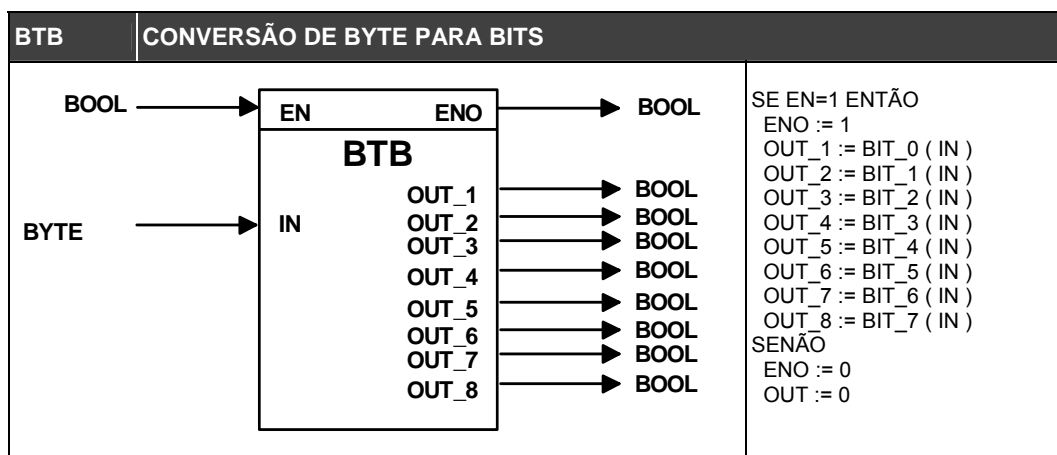 BTB CONVERSÃO DE BYTE PARA BITS
BOOL EN ENO BOOL
BTB
OUT_1 BOOL
BYTE IN OUT_2 BOOL
OUT_3 BOOL
OUT_4 BOOL
OUT_5 BOOL
OUT_6 BOOL
OUT_7 BOOL
OUT_8 BOOL
SE EN=1 ENTÃO
ENO := 1
OUT_1 := BIT_0 ( IN )
OUT_2 := BIT_1 ( IN )
OUT_3 := BIT_2 ( IN )
OUT_4 := BIT_3 ( IN )
OUT_5 := BIT_4 ( IN )
OUT_6 := BIT_5 ( IN )
OUT_7 := BIT_6 ( IN )
OUT_8 := BIT_7 ( IN )
SENÃO
ENO := 0
OUT := 0